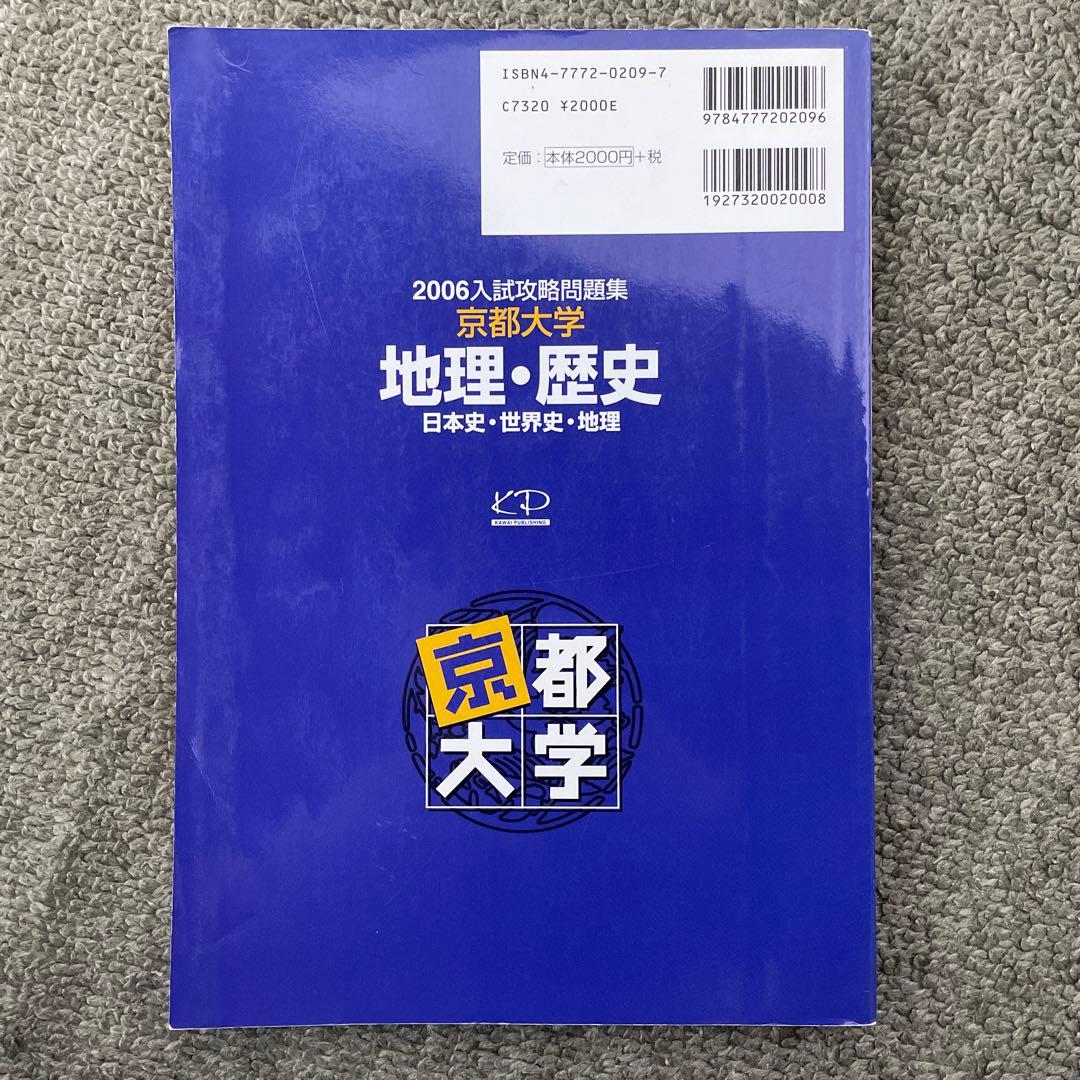 ISBN4-7772-0209-7
C7320 ¥2000E
定価：本体2000円+税
9784777202096
1927320020008
2006入試攻略問題集
京都大学
地理・歴史
日本史・世界史・地理
KP
KAWAI PUBLISHING
京都
大学